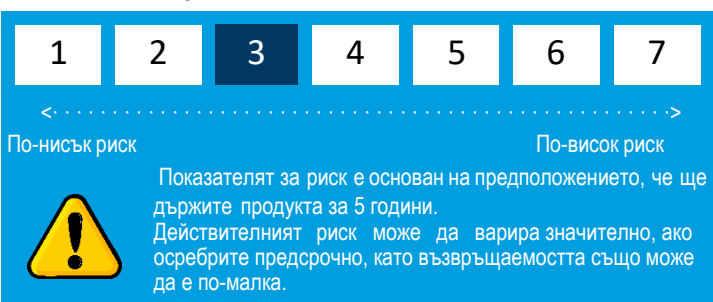 1 2 3 4 5 6 7
<· · · · · · · · · · · · · · · · · · · · · · · · · · · · · · · · · · · · · · · · · · · · ·>
По-нисък риск По-висок риск
Показателят за риск е основан на предположението, че ще
държите продукта за 5 години.
Действителният риск може да варира значително, ако
осребрите предсрочно, като възвръщаемостта също може
да е по-малка.